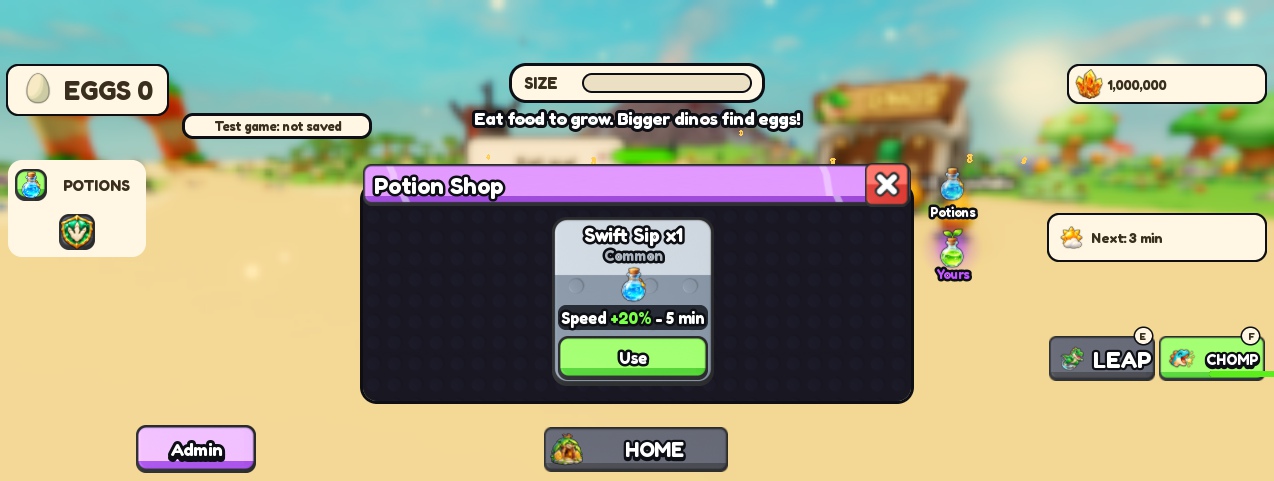 EGGS 0
SIZE
1,000,000
Test game: not saved
Eat food to grow. Bigger dinos find eggs!
POTIONS
Potion Shop
Potions
Yours
Swift Sip x1
Common
Speed +20% - 5 min
Use
Next: 3 min
E
F
LEAP
CHOMP
Admin
HOME